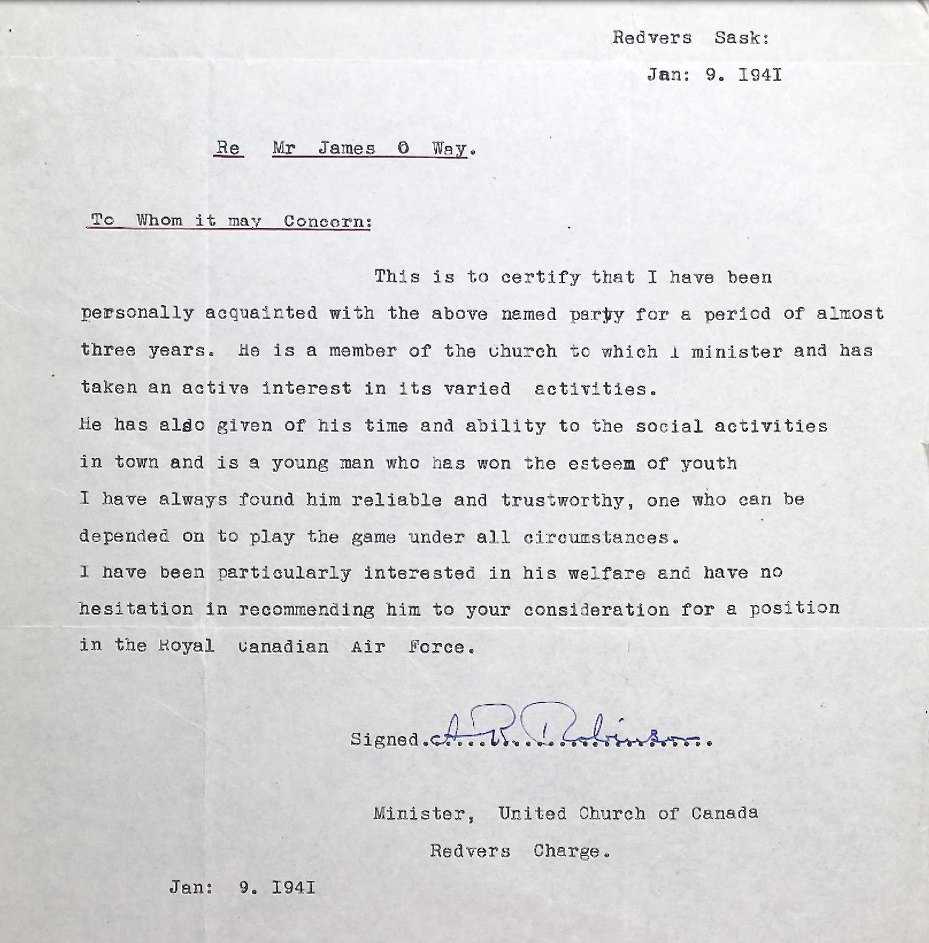 Redvers Sask:
Jan: 9. I94I
Re Mr James O Way.
To Whom it may Concern:
This is to certify that I have been
personally acquainted with the above named party for a period of almost
three years. He is a member of the church to which I minister and has
taken an active interest in its varied activities.
He has also given of his time and ability to the social activities
in town and is a young man who has won the esteem of youth
I have always found him reliable and trustworthy, one who can be
depended on to play the game under all circumstances.
I have been particularly interested in his welfare and have no
hesitation in recommending him to your consideration for a position
in the Royal Canadian Air Force.
Signed. A R Robinson
Minister, United Church of Canada
Redvers Charge.
Jan: 9. I94I